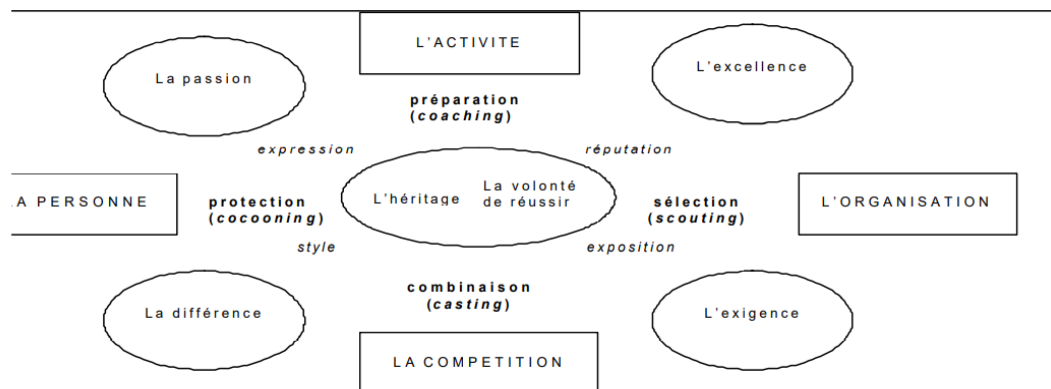 L'ACTIVITE
La passion
L'excellence
préparation
(coaching)
expression
réputation
LA PERSONNE
protection
(cocooning)
L'héritage
La volonté
de réussir
sélection
(scouting)
L'ORGANISATION
style
exposition
combinaison
(casting)
La différence
L'exigence
LA COMPETITION